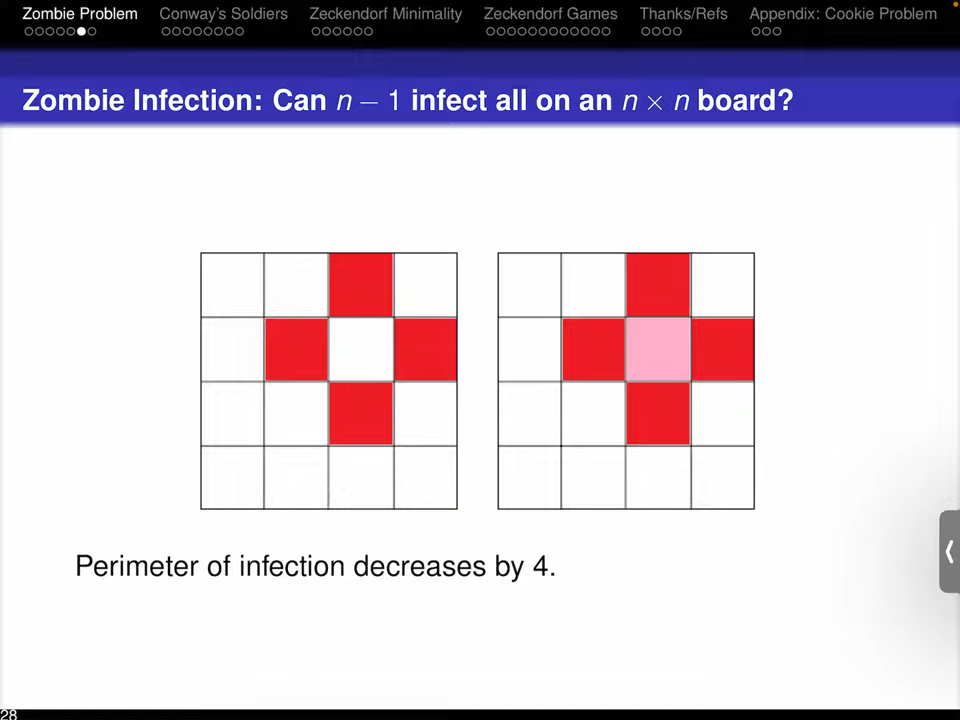 Zombie Problem Conway's Soldiers Zeckendorf Minimality Zeckendorf Games Thanks/Refs Appendix: Cookie Problem
Zombie Infection: Can n − 1 infect all on an n × n board?
Perimeter of infection decreases by 4.
28